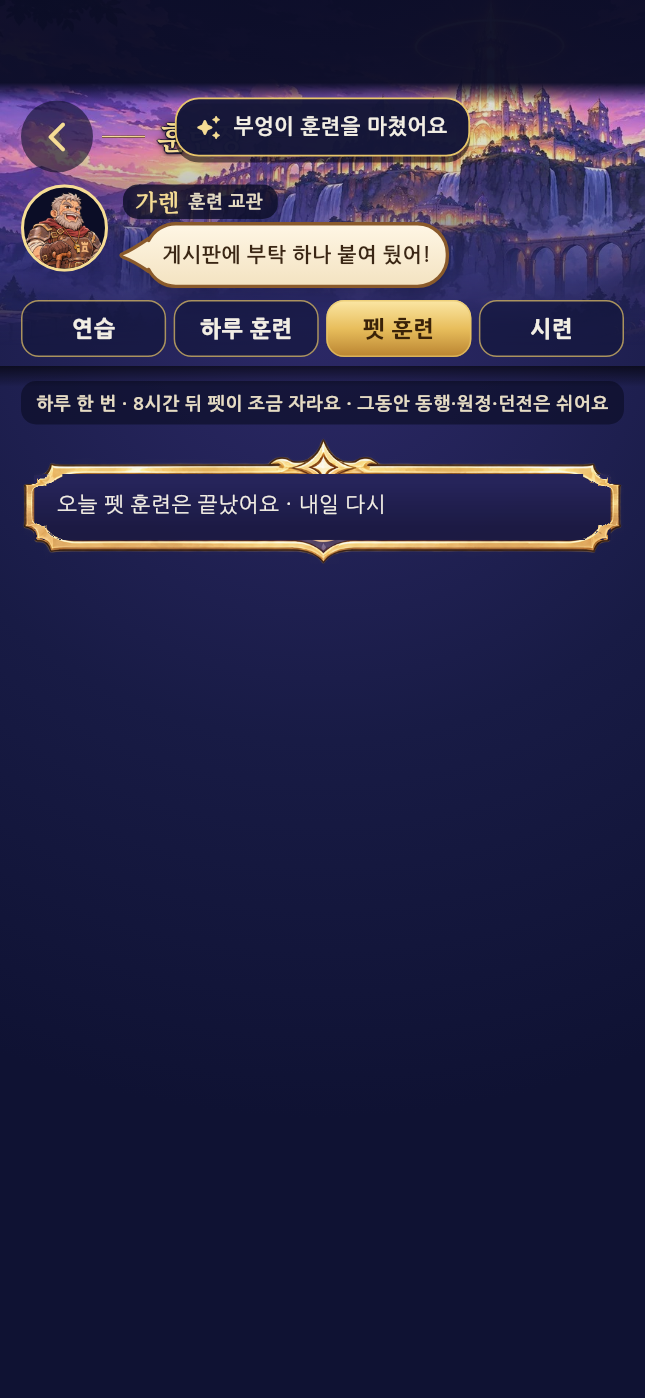 부엉이 훈련을 마쳤어요
가렌 훈련 교관
게시판에 부탁 하나 붙여 뒀어!
연습
하루 훈련
펫 훈련
시련
하루 한 번 · 8시간 뒤 펫이 조금 자라요 · 그동안 동행·원정·던전은 쉬어요
오늘 펫 훈련은 끝났어요 · 내일 다시